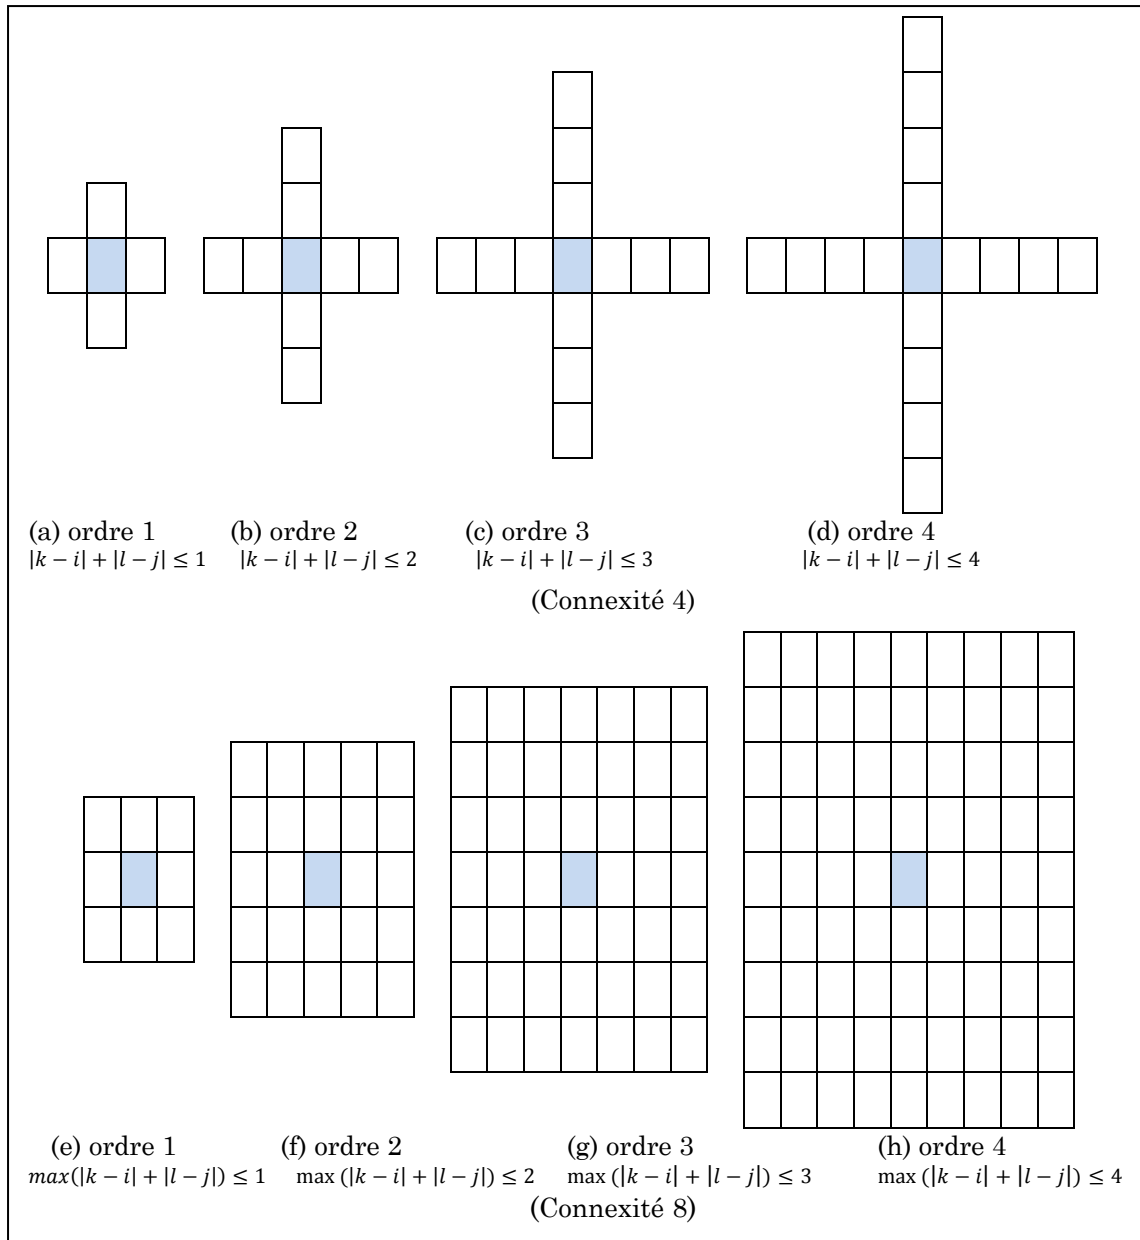 (a) ordre 1 (b) ordre 2 (c) ordre 3 (d) ordre 4
|k − i| + |l − j| ≤ 1 |k − i| + |l − j| ≤ 2 |k − i| + |l − j| ≤ 3 |k − i| + |l − j| ≤ 4
(Connexité 4)
(e) ordre 1 (f) ordre 2 (g) ordre 3 (h) ordre 4
max(|k − i| + |l − j|) ≤ 1 max (|k − i| + |l − j|) ≤ 2 max (|k − i| + |l − j|) ≤ 3 max (|k − i| + |l − j|) ≤ 4
(Connexité 8)